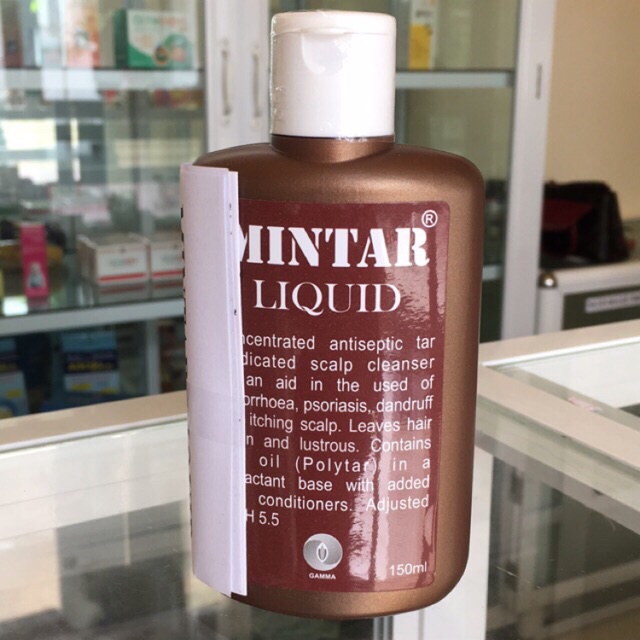 MINTAR®
LIQUID
ncentrated antiseptic tar
dicated scalp cleanser
an aid in the used of
orrhoea, psoriasis, dandruff
itching scalp. Leaves hair
n and lustrous. Contains
oil (Polytar) in a
actant base with added
conditioners. Adjusted
H 5.5
GAMMA
150ml